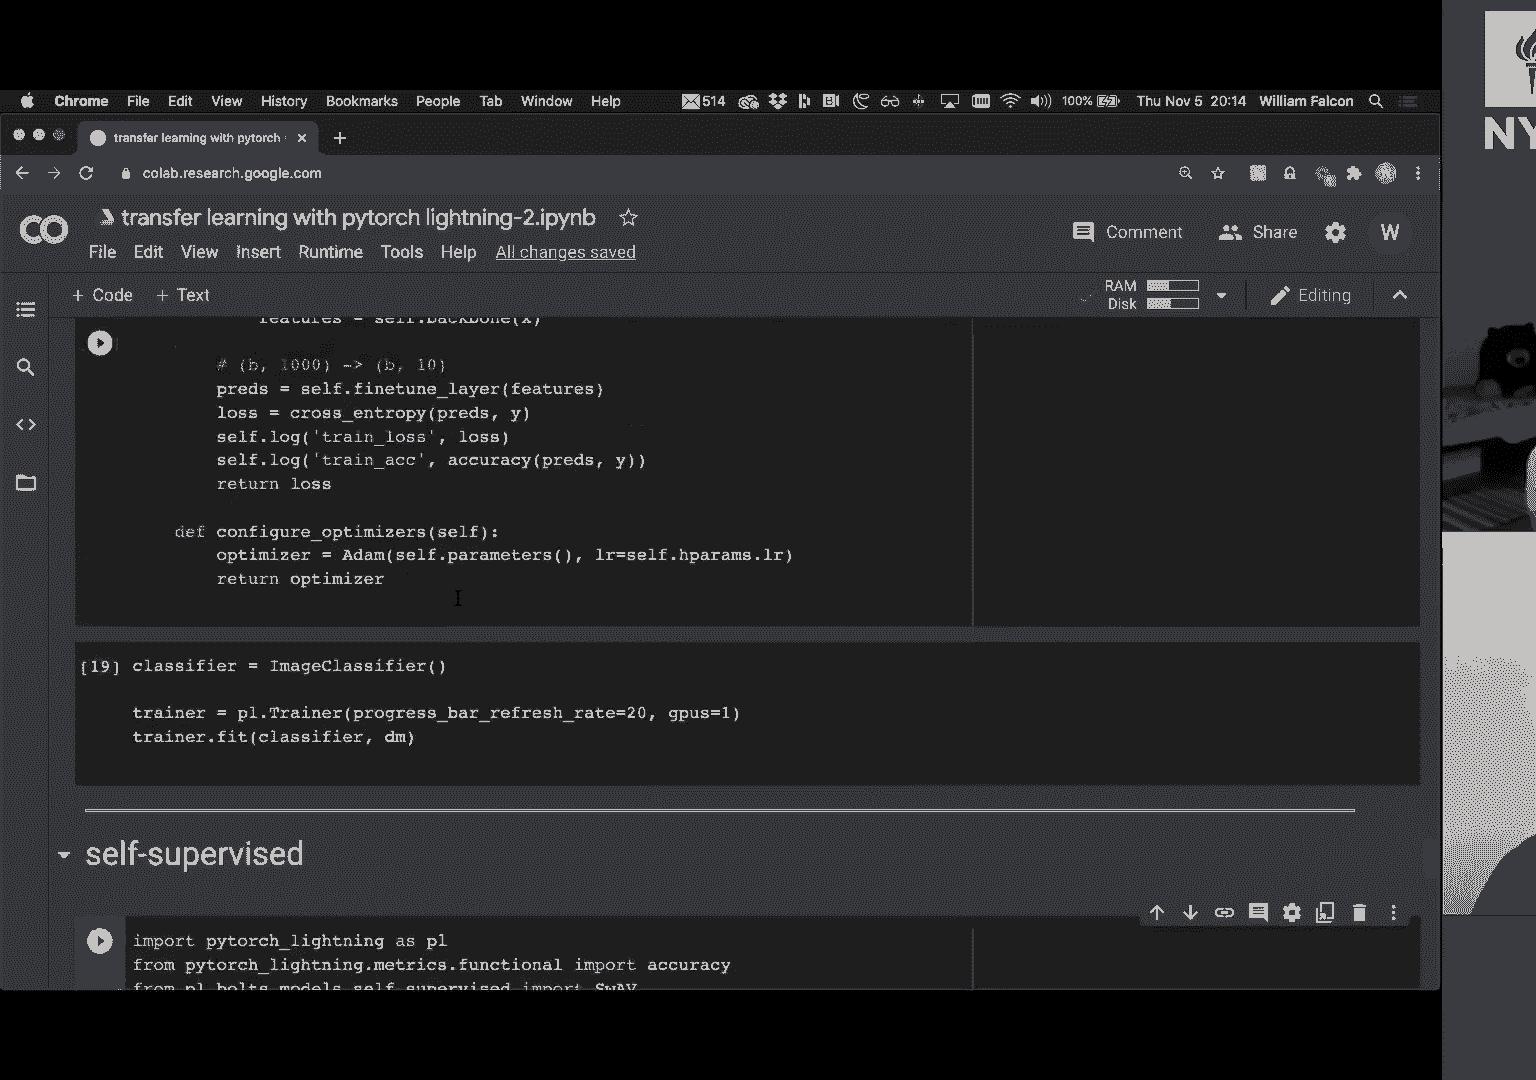 Chrome File Edit View History Bookmarks People Tab Window Help 514 100% Thu Nov 5 20:14 William Falcon
transfer learning with pytorch
colab.research.google.com
CO transfer learning with pytorch lightning-2.ipynb
Comment Share W
File Edit View Insert Runtime Tools Help All changes saved
+ Code + Text
RAM
Disk
Editing
features = self.backbone(x)
# (b, 1000) -> (b, 10)
preds = self.finetune_layer(features)
loss = cross_entropy(preds, y)
self.log('train_loss', loss)
self.log('train_acc', accuracy(preds, y))
return loss
def configure_optimizers(self):
optimizer = Adam(self.parameters(), lr=self.hparams.lr)
return optimizer
[19] classifier = ImageClassifier()
trainer = pl.Trainer(progress_bar_refresh_rate=20, gpus=1)
trainer.fit(classifier, dm)
self-supervised
import pytorch_lightning as pl
from pytorch_lightning.metrics.functional import accuracy
from pl_bolts.models.self_supervised import SwAV
NY